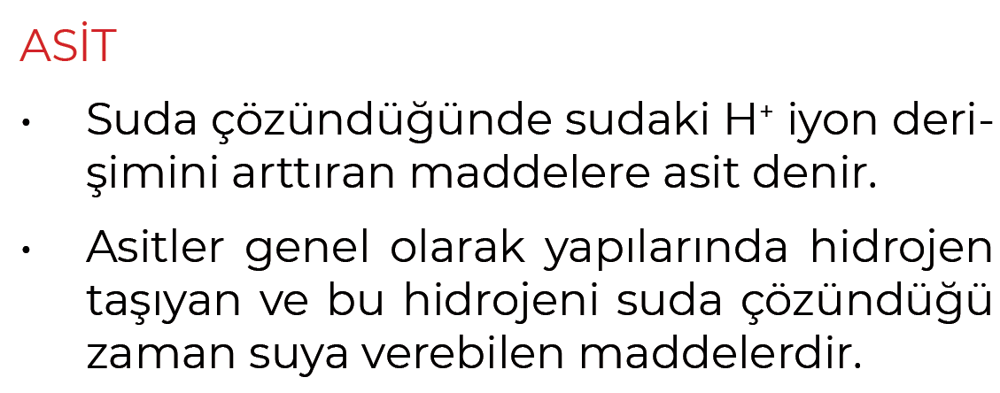 ASİT
• Suda çözündüğünde sudaki H⁺ iyon deri-
şimini arttıran maddelere asit denir.
• Asitler genel olarak yapılarında hidrojen
taşıyan ve bu hidrojeni suda çözündüğü
zaman suya verebilen maddelerdir.